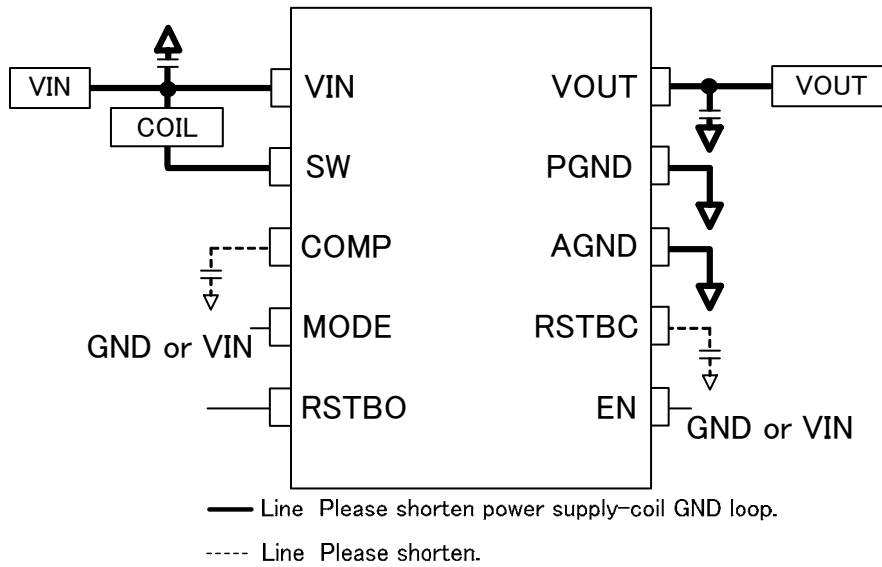 VIN
COIL
VIN
SW
COMP
MODE
RSTBO
GND or VIN
VOUT
PGND
AGND
RSTBC
EN
VOUT
GND or VIN
Line Please shorten power supply-coil GND loop.
Line Please shorten.